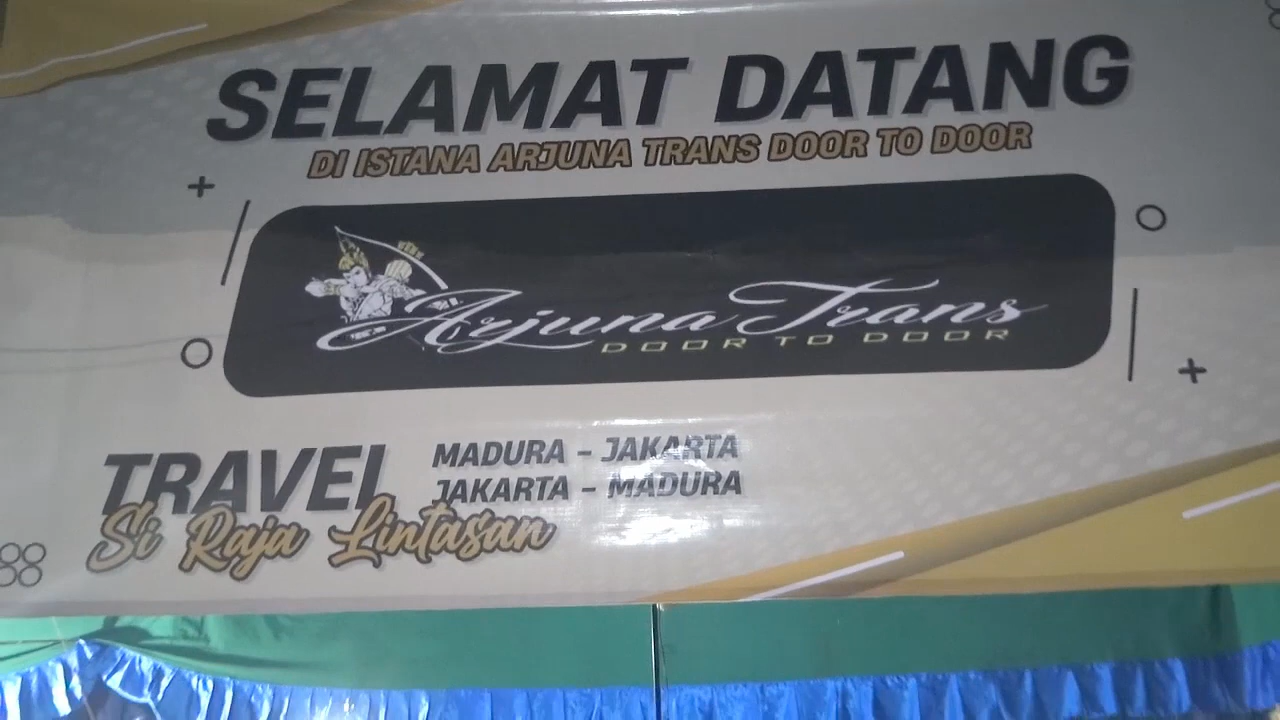 SELAMAT DATANG
DI ISTANA ARJUNA TRANS DOOR TO DOOR
Arjuna Trans
DOOR TO DOOR
TRAVEL
MADURA - JAKARTA
JAKARTA - MADURA
Si Raja Lintasan